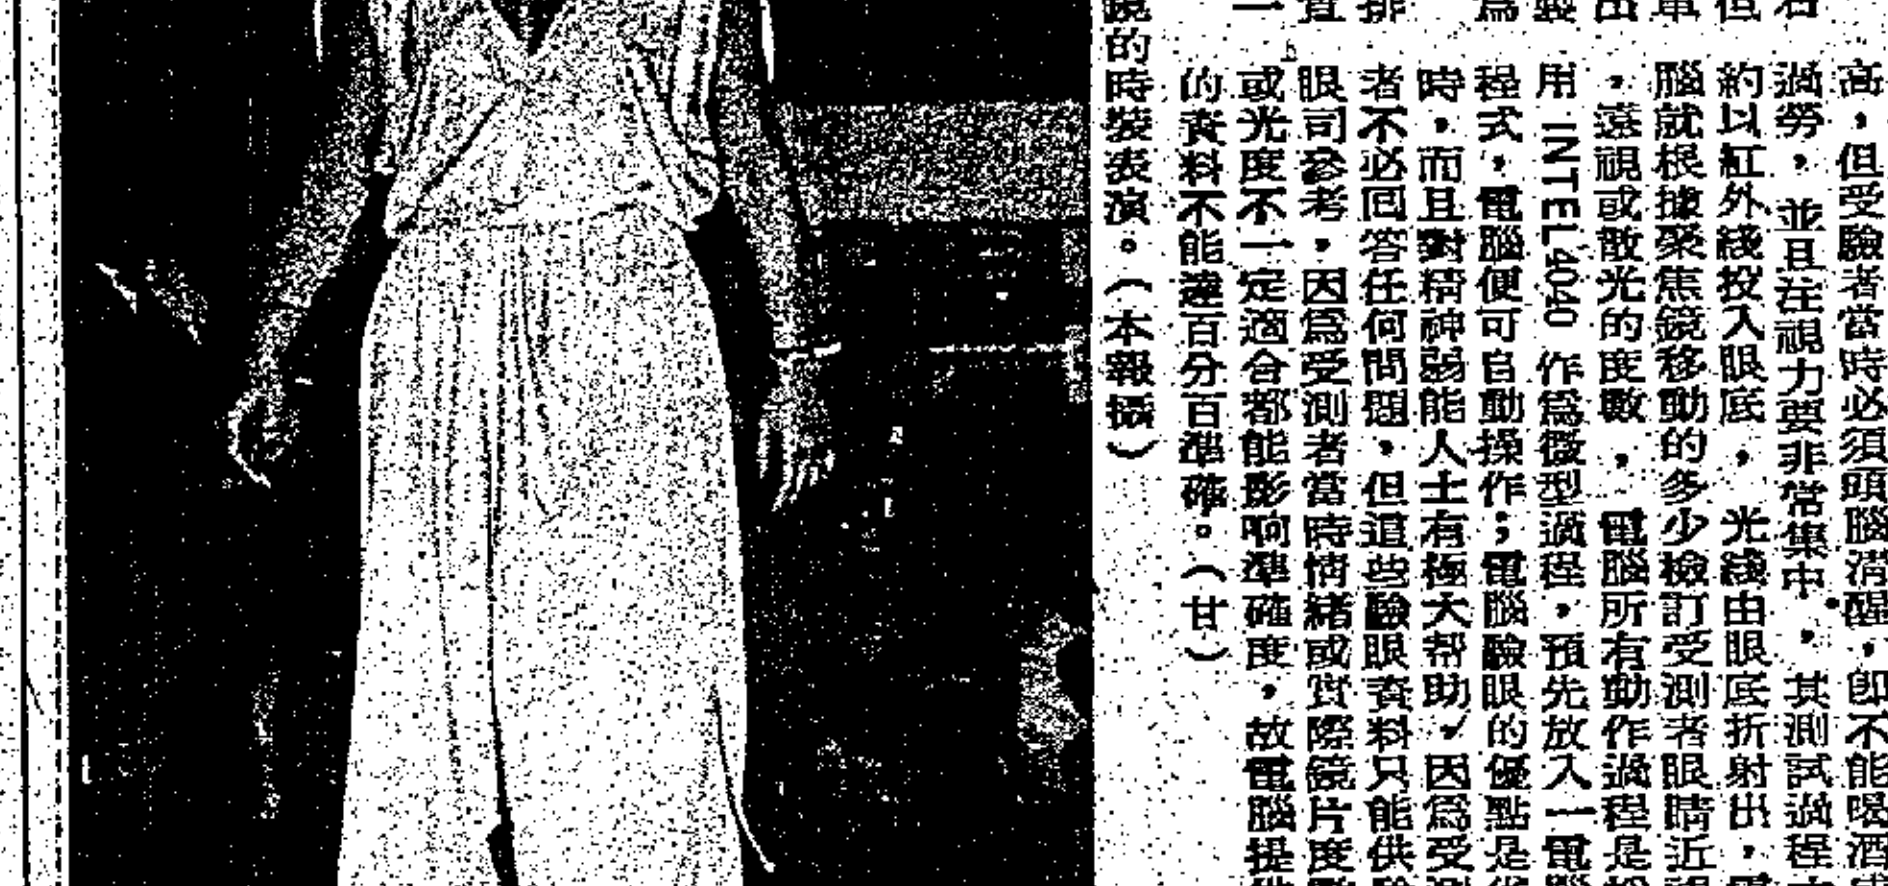 高，但受驗者當時必須頭腦清醒，即不能喝酒
過勞，並且在視力要非常集中，其測試過程
約以紅外綫投入眼底，光綫由眼底折射出，
腦就根據聚焦鏡移動的多少檢訂受測者眼睛近
，遠視或散光的度數，電腦所有動作過程是
用 INTEL4040 作爲微型過程，預先放入一電腦
程式，電腦便可自動操作；電腦驗眼的優點是
時，而且對精神弱能人士有極大帮助，因爲受測
者不必回答任何問題，但這些驗眼資料只能供驗
眼司參考，因爲受測者當時情緒或實際鏡片度數
或光度不一定適合都能影响準確度，故電腦提供
的資料不能達百分百準確。（甘）
鏡的時裝表演。（本報攝）